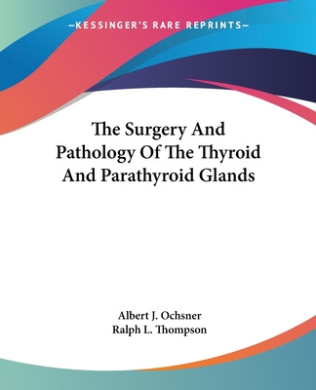 KESSINGER'S RARE REPRINTS
The Surgery And
Pathology Of The Thyroid
And Parathyroid Glands
Albert J. Ochsner
Ralph L. Thompson